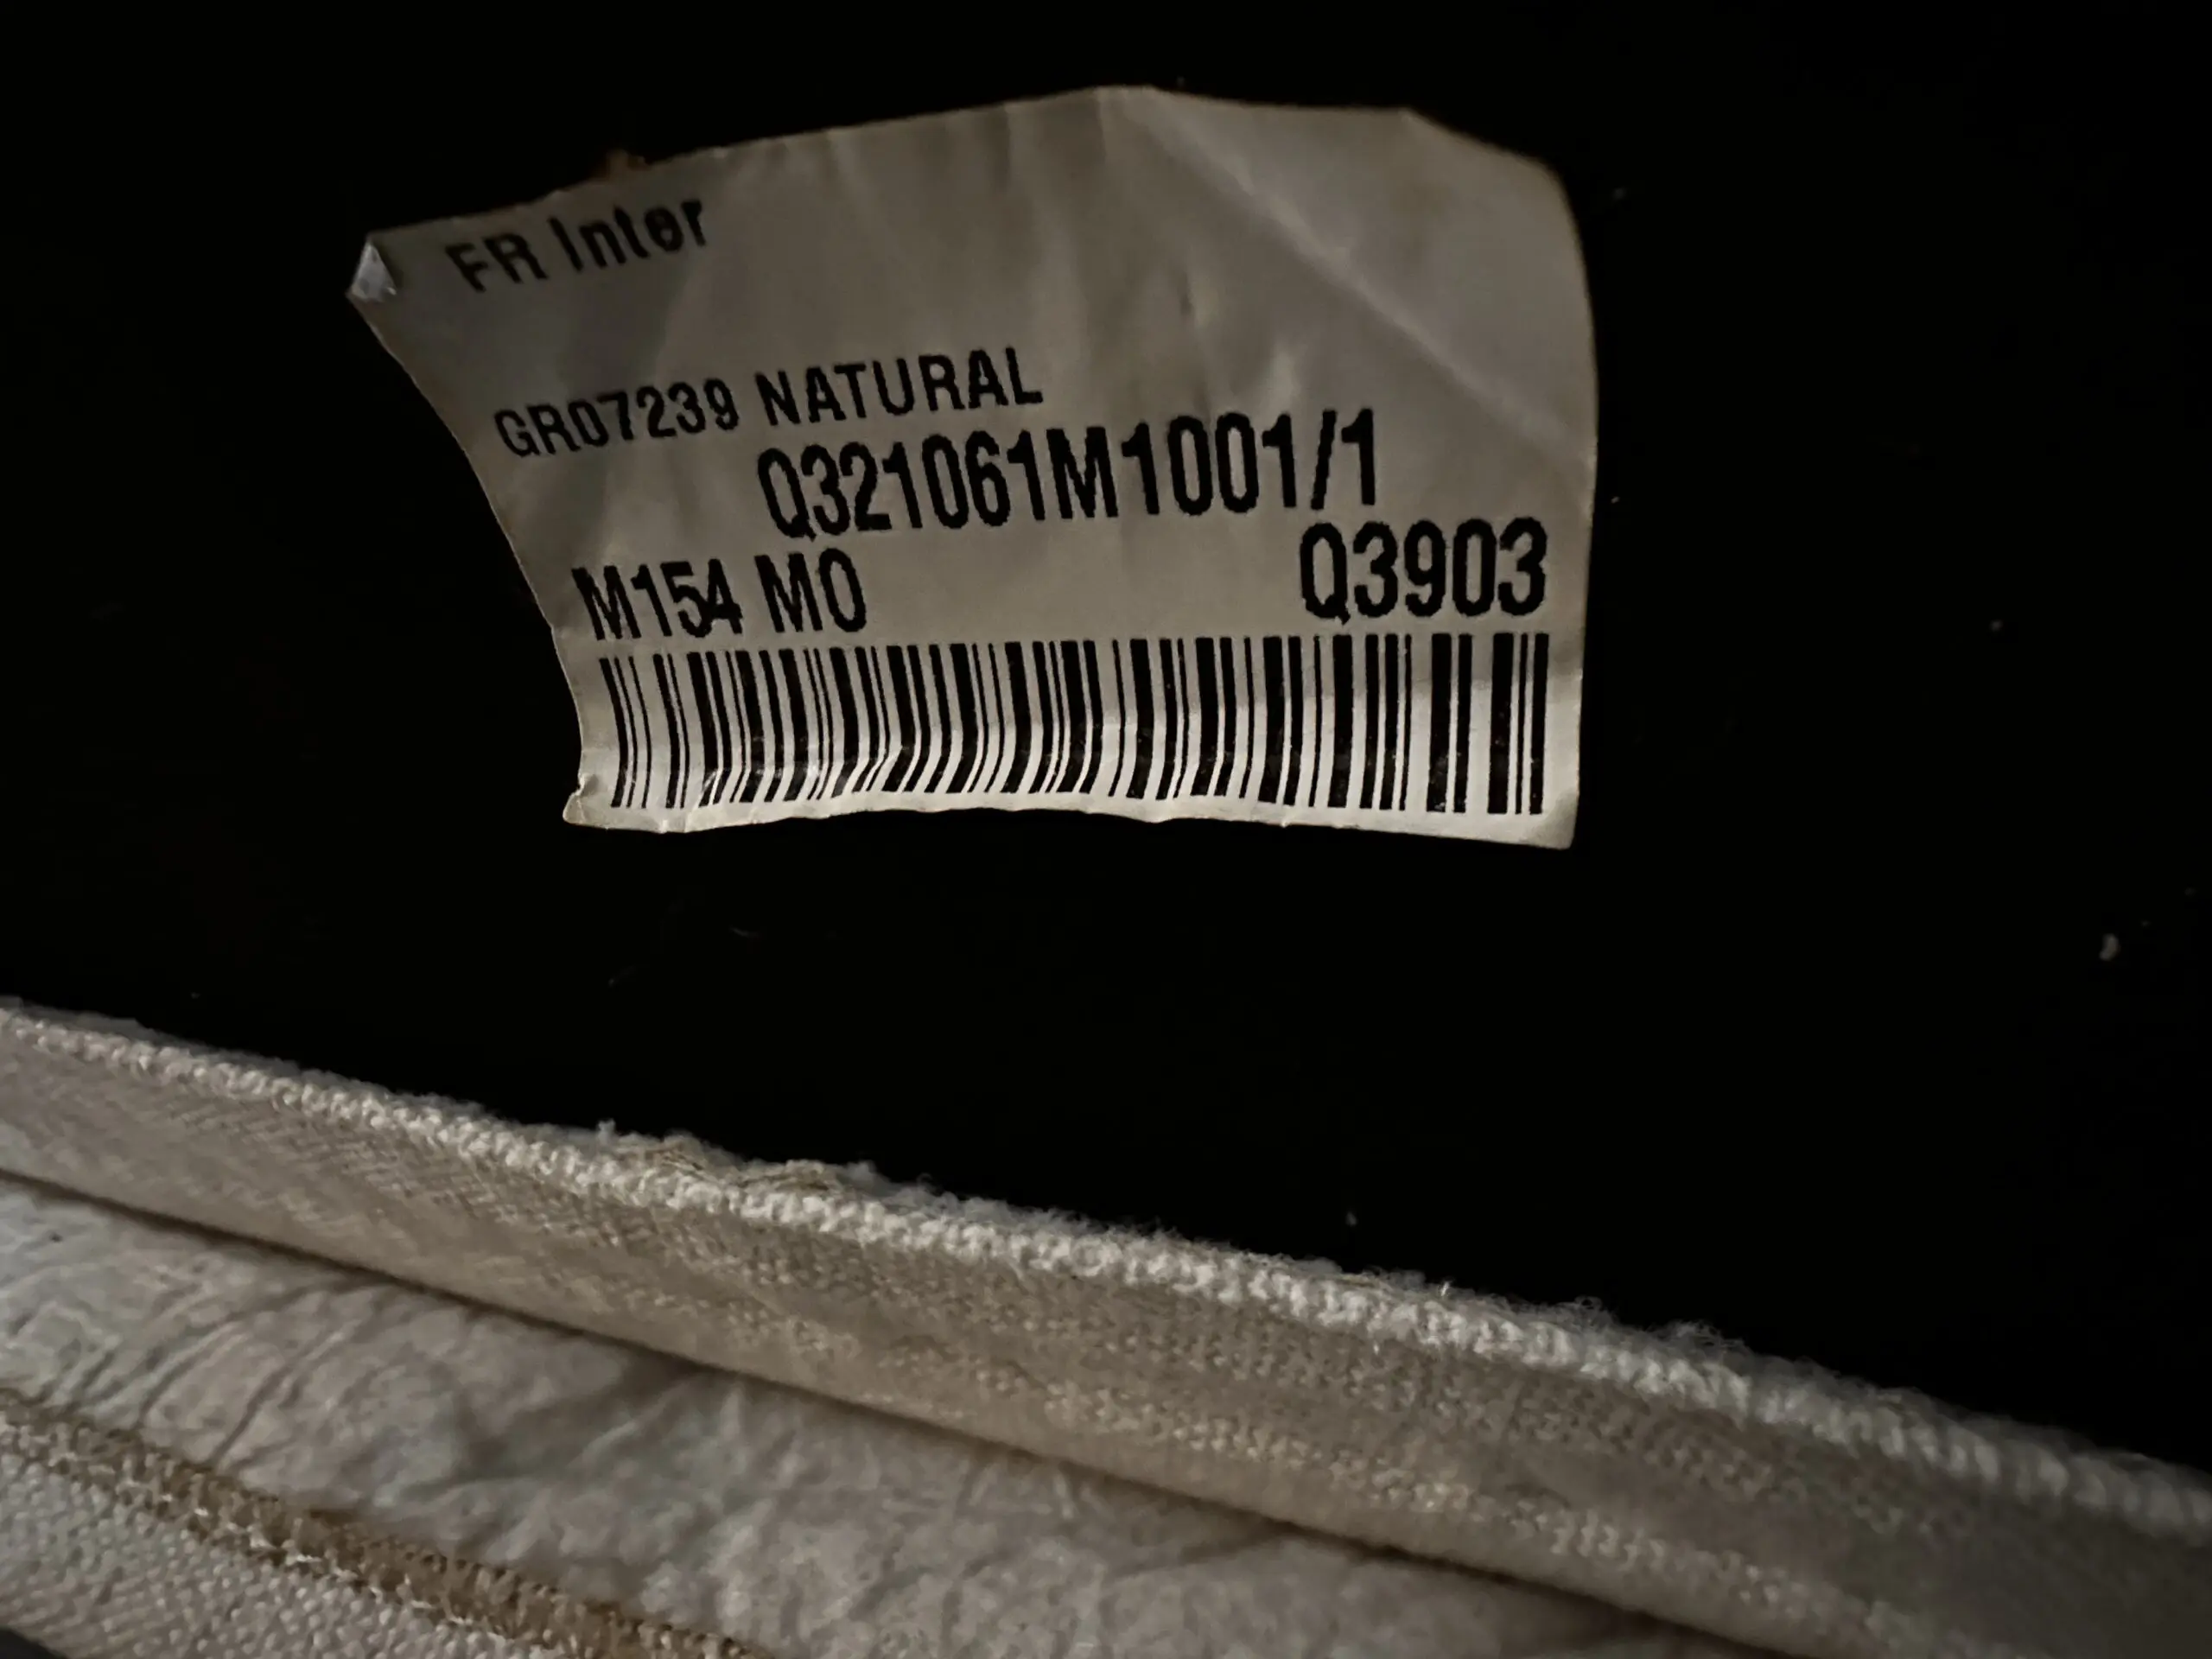 FR Inter
GR07239 NATURAL
Q321061M1001/1
M154 MO Q3903